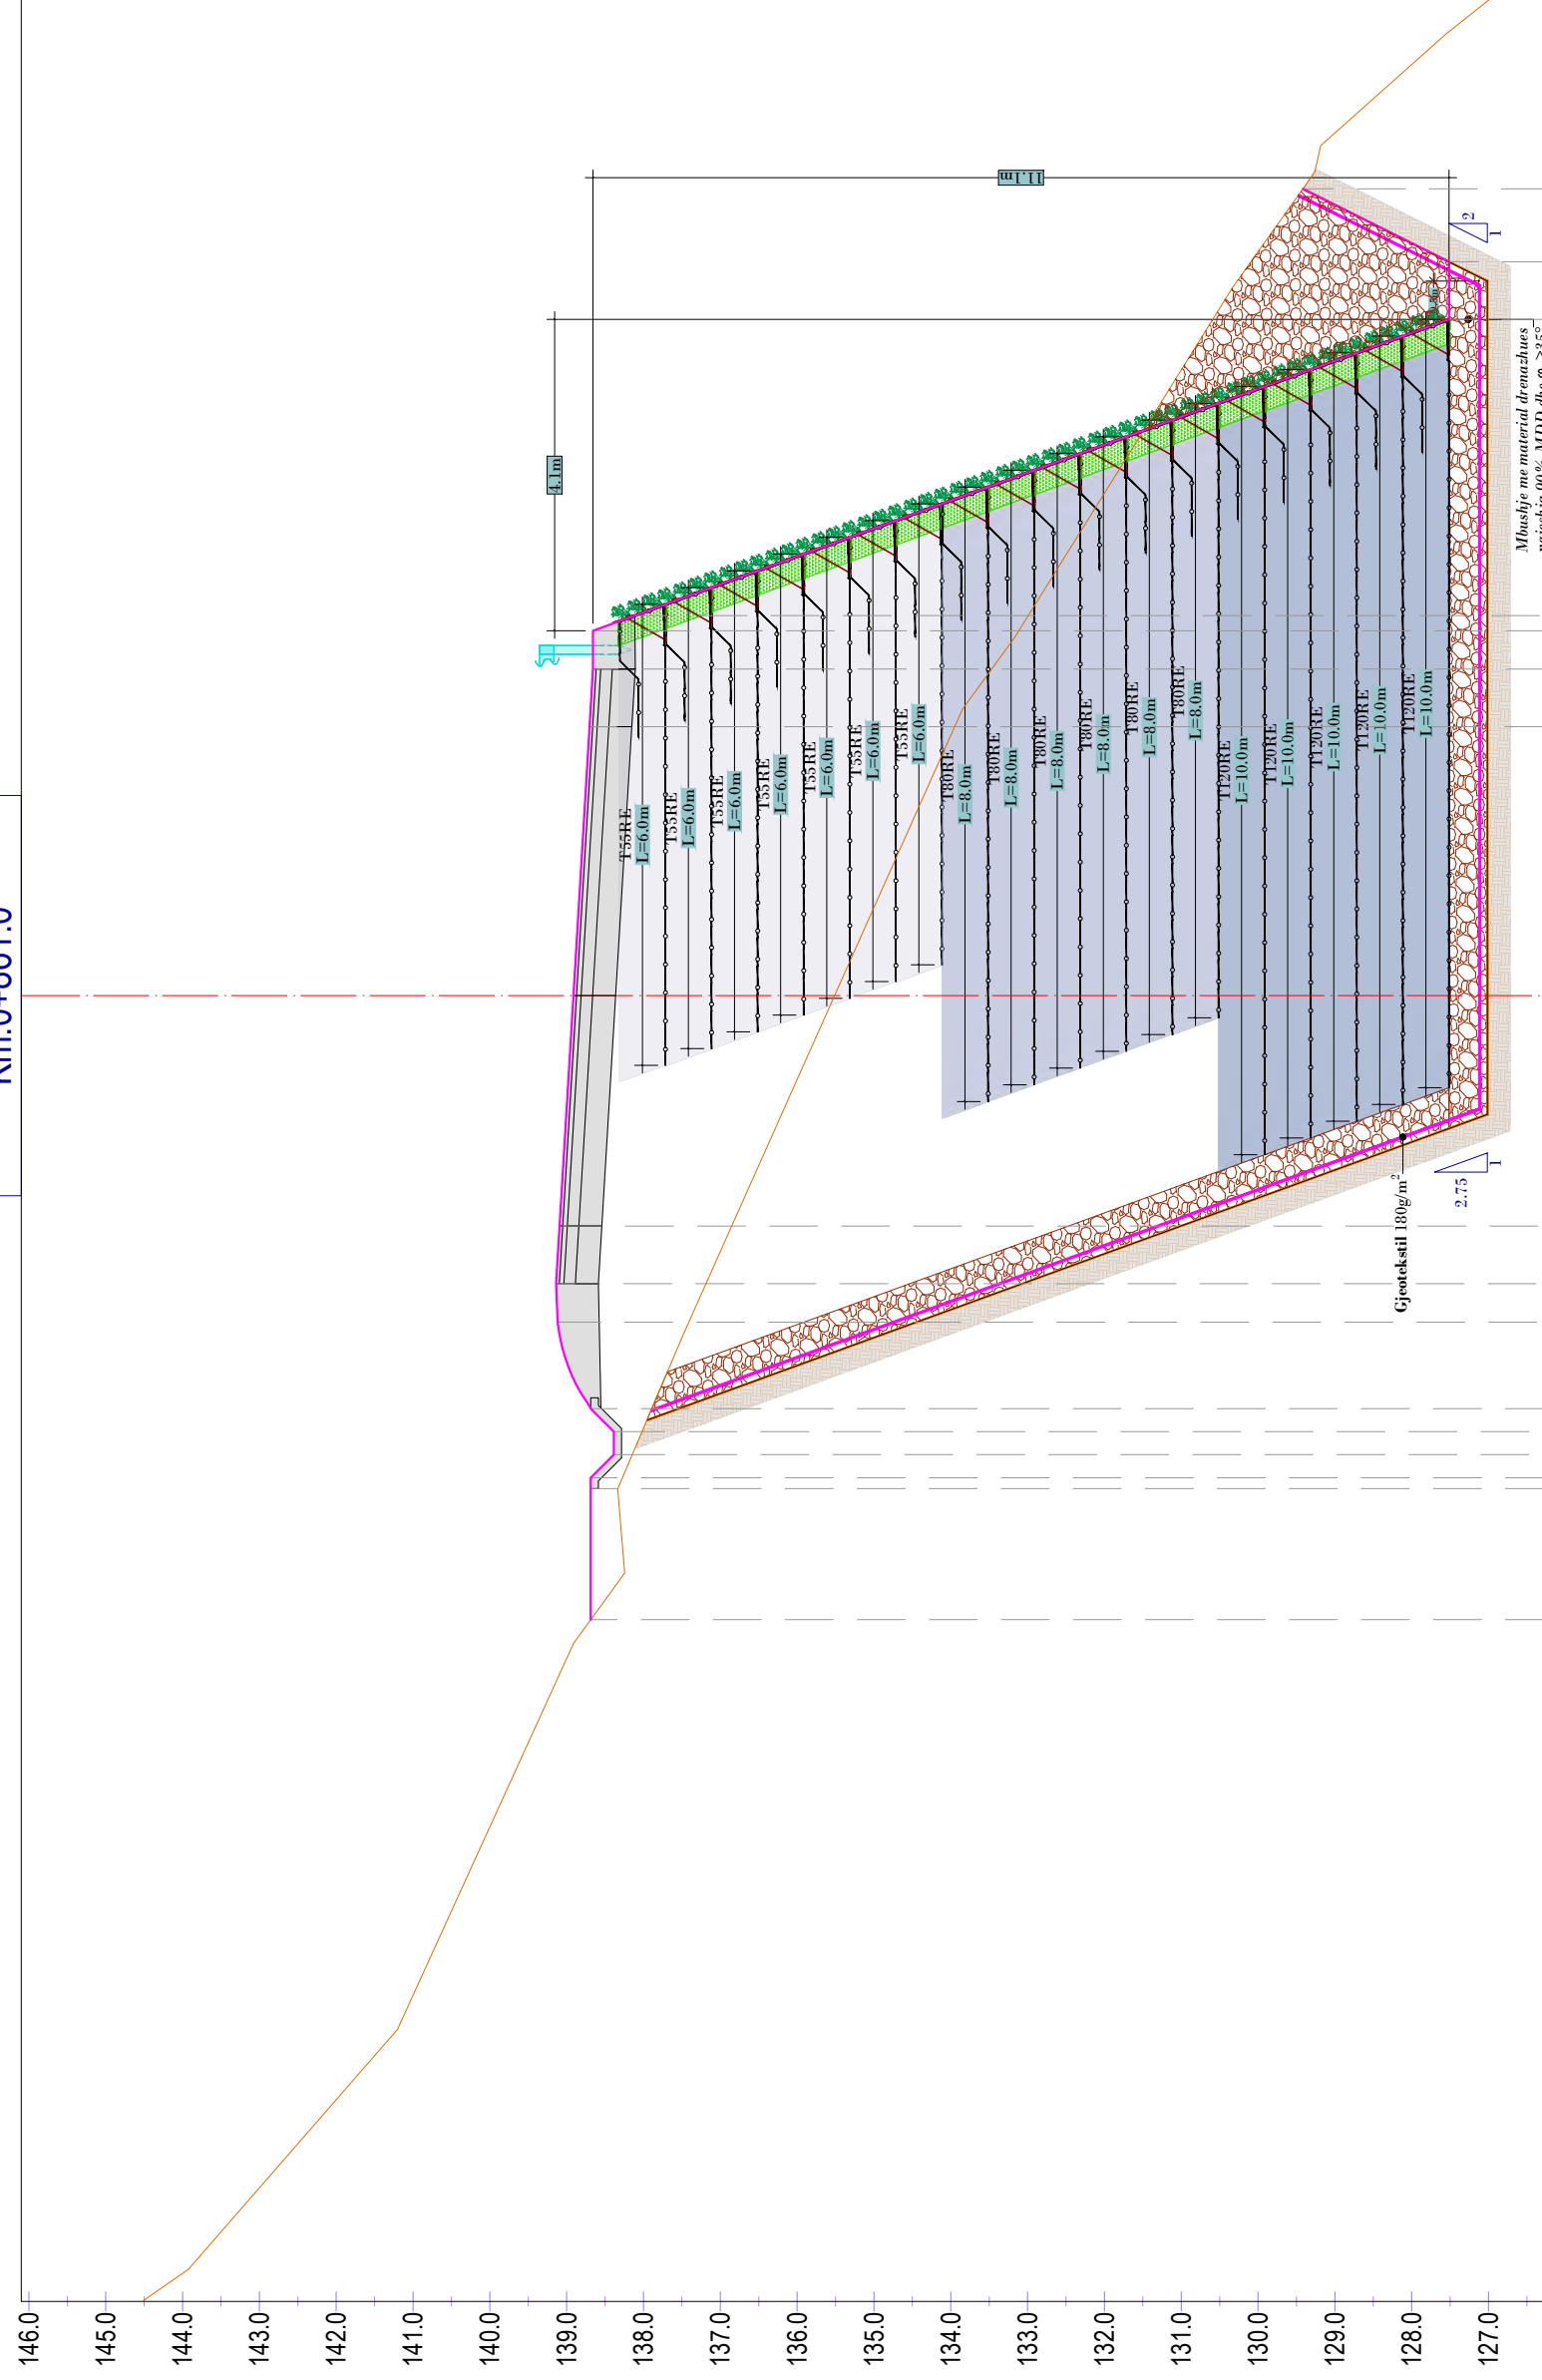 11.1m
4.1m
T55RE
L=6.0m
T55RE
L=6.0m
T55RE
L=6.0m
T55RE
L=6.0m
T55RE
L=6.0m
T55RE
L=6.0m
T55RE
L=6.0m
T80RE
L=8.0m
T80RE
L=8.0m
T80RE
L=8.0m
T80RE
L=8.0m
T80RE
L=8.0m
T80RE
L=8.0m
T120RE
L=10.0m
T120RE
L=10.0m
T120RE
L=10.0m
T120RE
L=10.0m
T120RE
L=10.0m
2
1
2.75
1
Gjeotekstil 180g/m²
Mbushje me material drenazhues
146.0
145.0
144.0
143.0
142.0
141.0
140.0
139.0
138.0
137.0
136.0
135.0
134.0
133.0
132.0
131.0
130.0
129.0
128.0
127.0